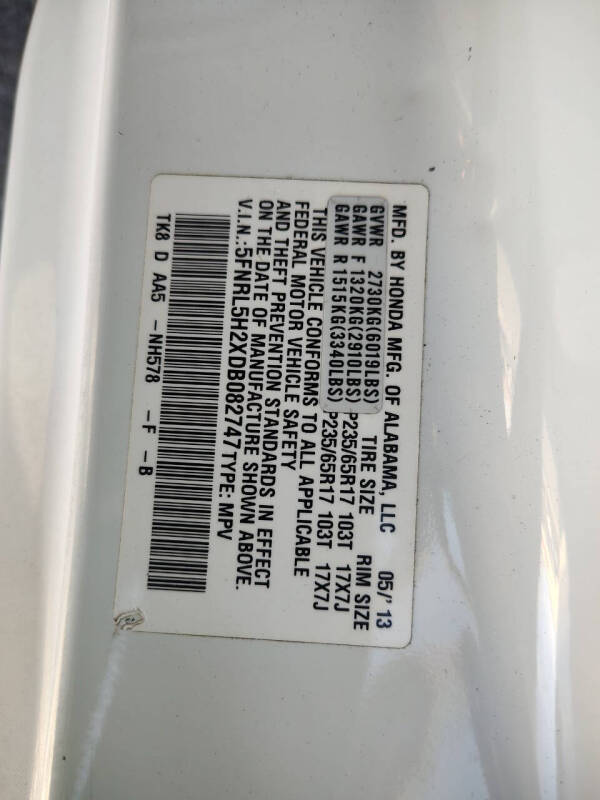 MFD. BY HONDA MFG. OF ALABAMA, LLC 05/'13
GVWR 2730KG(6019LBS) TIRE SIZE RIM SIZE
GAWR F 1320KG(2910LBS) P235/65R17 103T 17X7J
GAWR R 1515KG(3340LBS) P235/65R17 103T 17X7J
THIS VEHICLE CONFORMS TO ALL APPLICABLE
FEDERAL MOTOR VEHICLE SAFETY
AND THEFT PREVENTION STANDARDS IN EFFECT
ON THE DATE OF MANUFACTURE SHOWN ABOVE.
V.I.N.:5FNRL5H2XDB082747 TYPE: MPV
TK8 D AA5 -NH578 -F -B